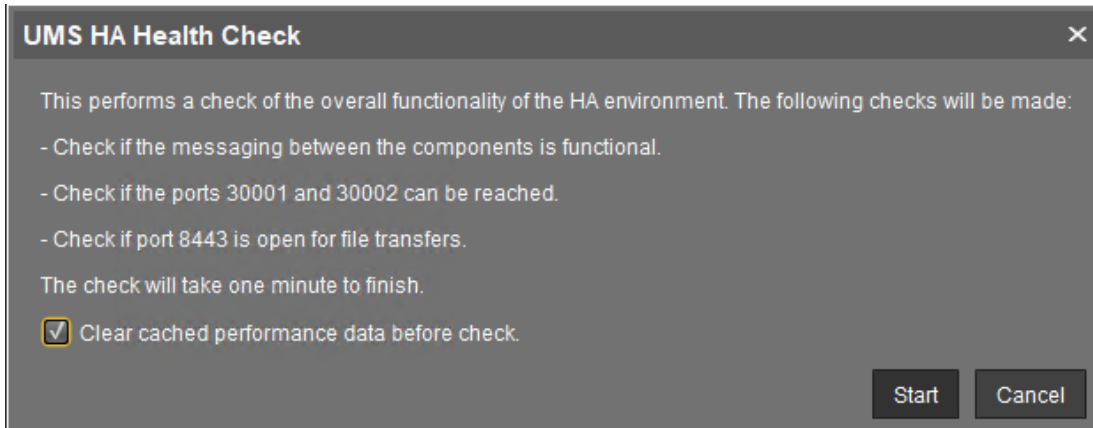 UMS HA Health Check
This performs a check of the overall functionality of the HA environment. The following checks will be made:
- Check if the messaging between the components is functional.
- Check if the ports 30001 and 30002 can be reached.
- Check if port 8443 is open for file transfers.
The check will take one minute to finish.
Clear cached performance data before check.
Start Cancel